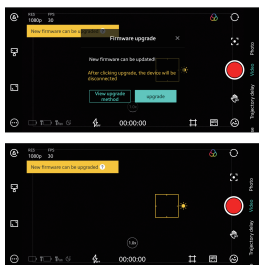 RES FPS
1080p 30
New firmware can be upgraded
Firmware upgrade
New firmware can be updated!
After clicking upgrade, the device will be
disconnected
View upgrade
method
upgrade
Photo
Video
Trajectory delay
00:00:00
RES FPS
1080p 30
New firmware can be upgraded
1.0x
Photo
Video
Trajectory delay
00:00:00